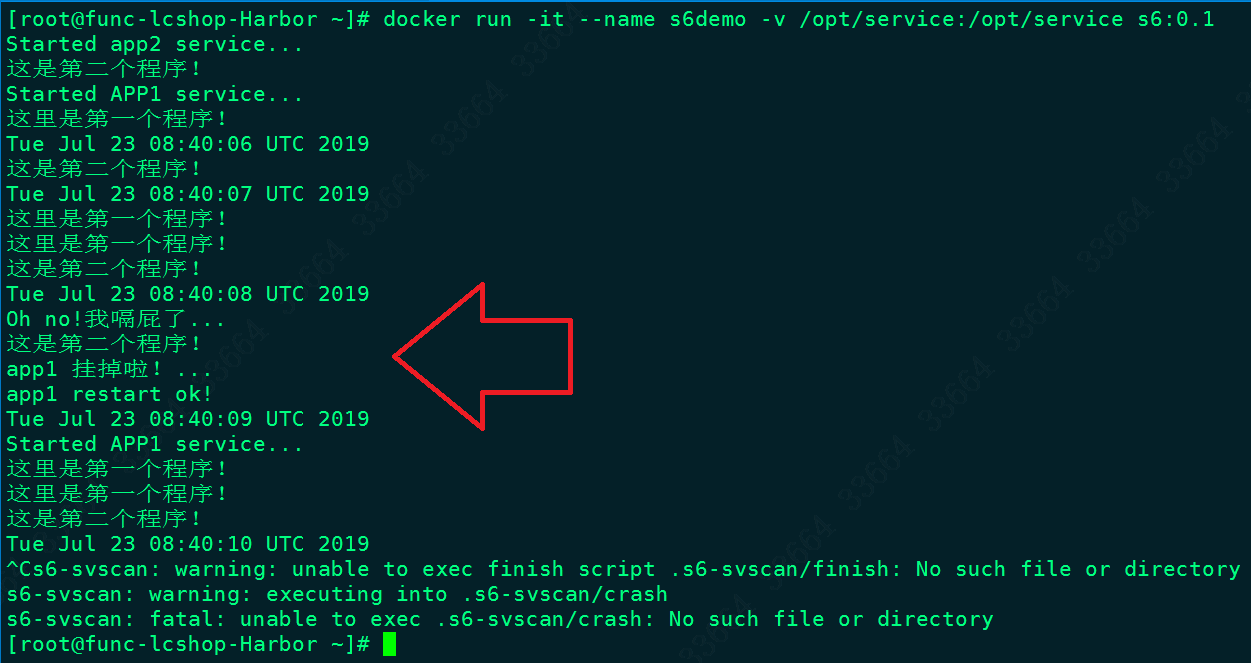 [root@func-lcshop-Harbor ~]# docker run -it --name s6demo -v /opt/service:/opt/service s6:0.1
Started app2 service...
这是第二个程序！
Started APP1 service...
这里是第一个程序！
Tue Jul 23 08:40:06 UTC 2019
这是第二个程序！
Tue Jul 23 08:40:07 UTC 2019
这里是第一个程序！
这里是第一个程序！
这是第二个程序！
Tue Jul 23 08:40:08 UTC 2019
Oh no!我嗝屁了...
这是第二个程序！
app1 挂掉啦！...
app1 restart ok!
Tue Jul 23 08:40:09 UTC 2019
Started APP1 service...
这里是第一个程序！
这里是第一个程序！
这是第二个程序！
Tue Jul 23 08:40:10 UTC 2019
^Cs6-svscan: warning: unable to exec finish script .s6-svscan/finish: No such file or directory
s6-svscan: warning: executing into .s6-svscan/crash
s6-svscan: fatal: unable to exec .s6-svscan/crash: No such file or directory
[root@func-lcshop-Harbor ~]#
33664 33664 33664